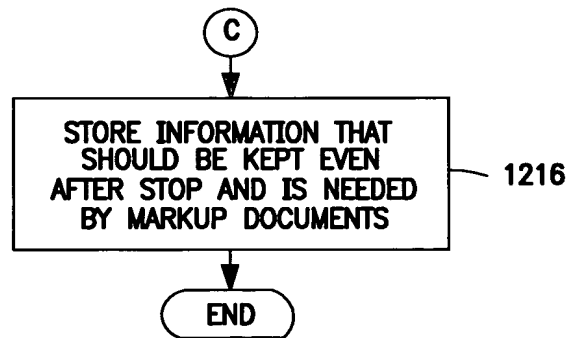 C
STORE INFORMATION THAT
SHOULD BE KEPT EVEN
AFTER STOP AND IS NEEDED
BY MARKUP DOCUMENTS
1216
END